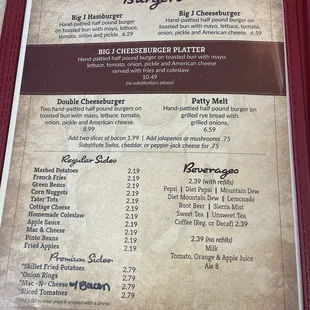 Burgers
Big J Hamburger
Hand-pattied half pound burger
on toasted bun with mayo, lettuce,
tomato, onion and pickle. 6.29
Big J Cheeseburger
Hand-pattied half pound burger on
toasted bun with mayo, lettuce, tomato,
onion, pickle and American cheese
6.59
BIG J CHEESEBURGER PLATTER
Hand-pattied half pound burger on toasted bun with mayo,
lettuce, tomato, onion, pickle and American cheese
served with fries and coleslaw
10.49
(no substitutions please)
Double Cheeseburger
Two hand-pattied half pound burgers on
toasted bun with mayo, lettuce, tomato,
onion, pickle and American cheese.
8.99
Patty Melt
Hand-pattied half pound burger on
grilled rye bread with
grilled onions.
6.59
Add two slices of bacon 1.99 | Add jalapenos or mushrooms .75
Substitute Swiss, cheddar, or pepper-jack cheese for .75
Regular Sides
Mashed Potatoes 2.19
French Fries 2.19
Green Beans 2.19
Corn Nuggets 2.19
Tater Tots 2.19
Cottage Cheese 2.19
Homemade Coleslaw 2.19
Apple Sauce 2.19
Mac & Cheese 2.19
Pinto Beans 2.19
Fried Apples 2.19
Premium Sides
*Skillet Fried Potatoes 2.79
*Onion Rings 2.79
*Mac -N- Cheese w/ Bacon 2.79
*Sliced Tomatoes 2.79
Beverages
2.39 (with refills)
Pepsi | Diet Pepsi | Mountain Dew
Diet Mountain Dew | Lemonade
Root Beer | Sierra Mist
Sweet Tea | Unsweet Tea
Coffee (Reg. or Decaf) 2.39
2.39 (no refills)
Milk
Tomato, Orange & Apple Juice
Ale 8